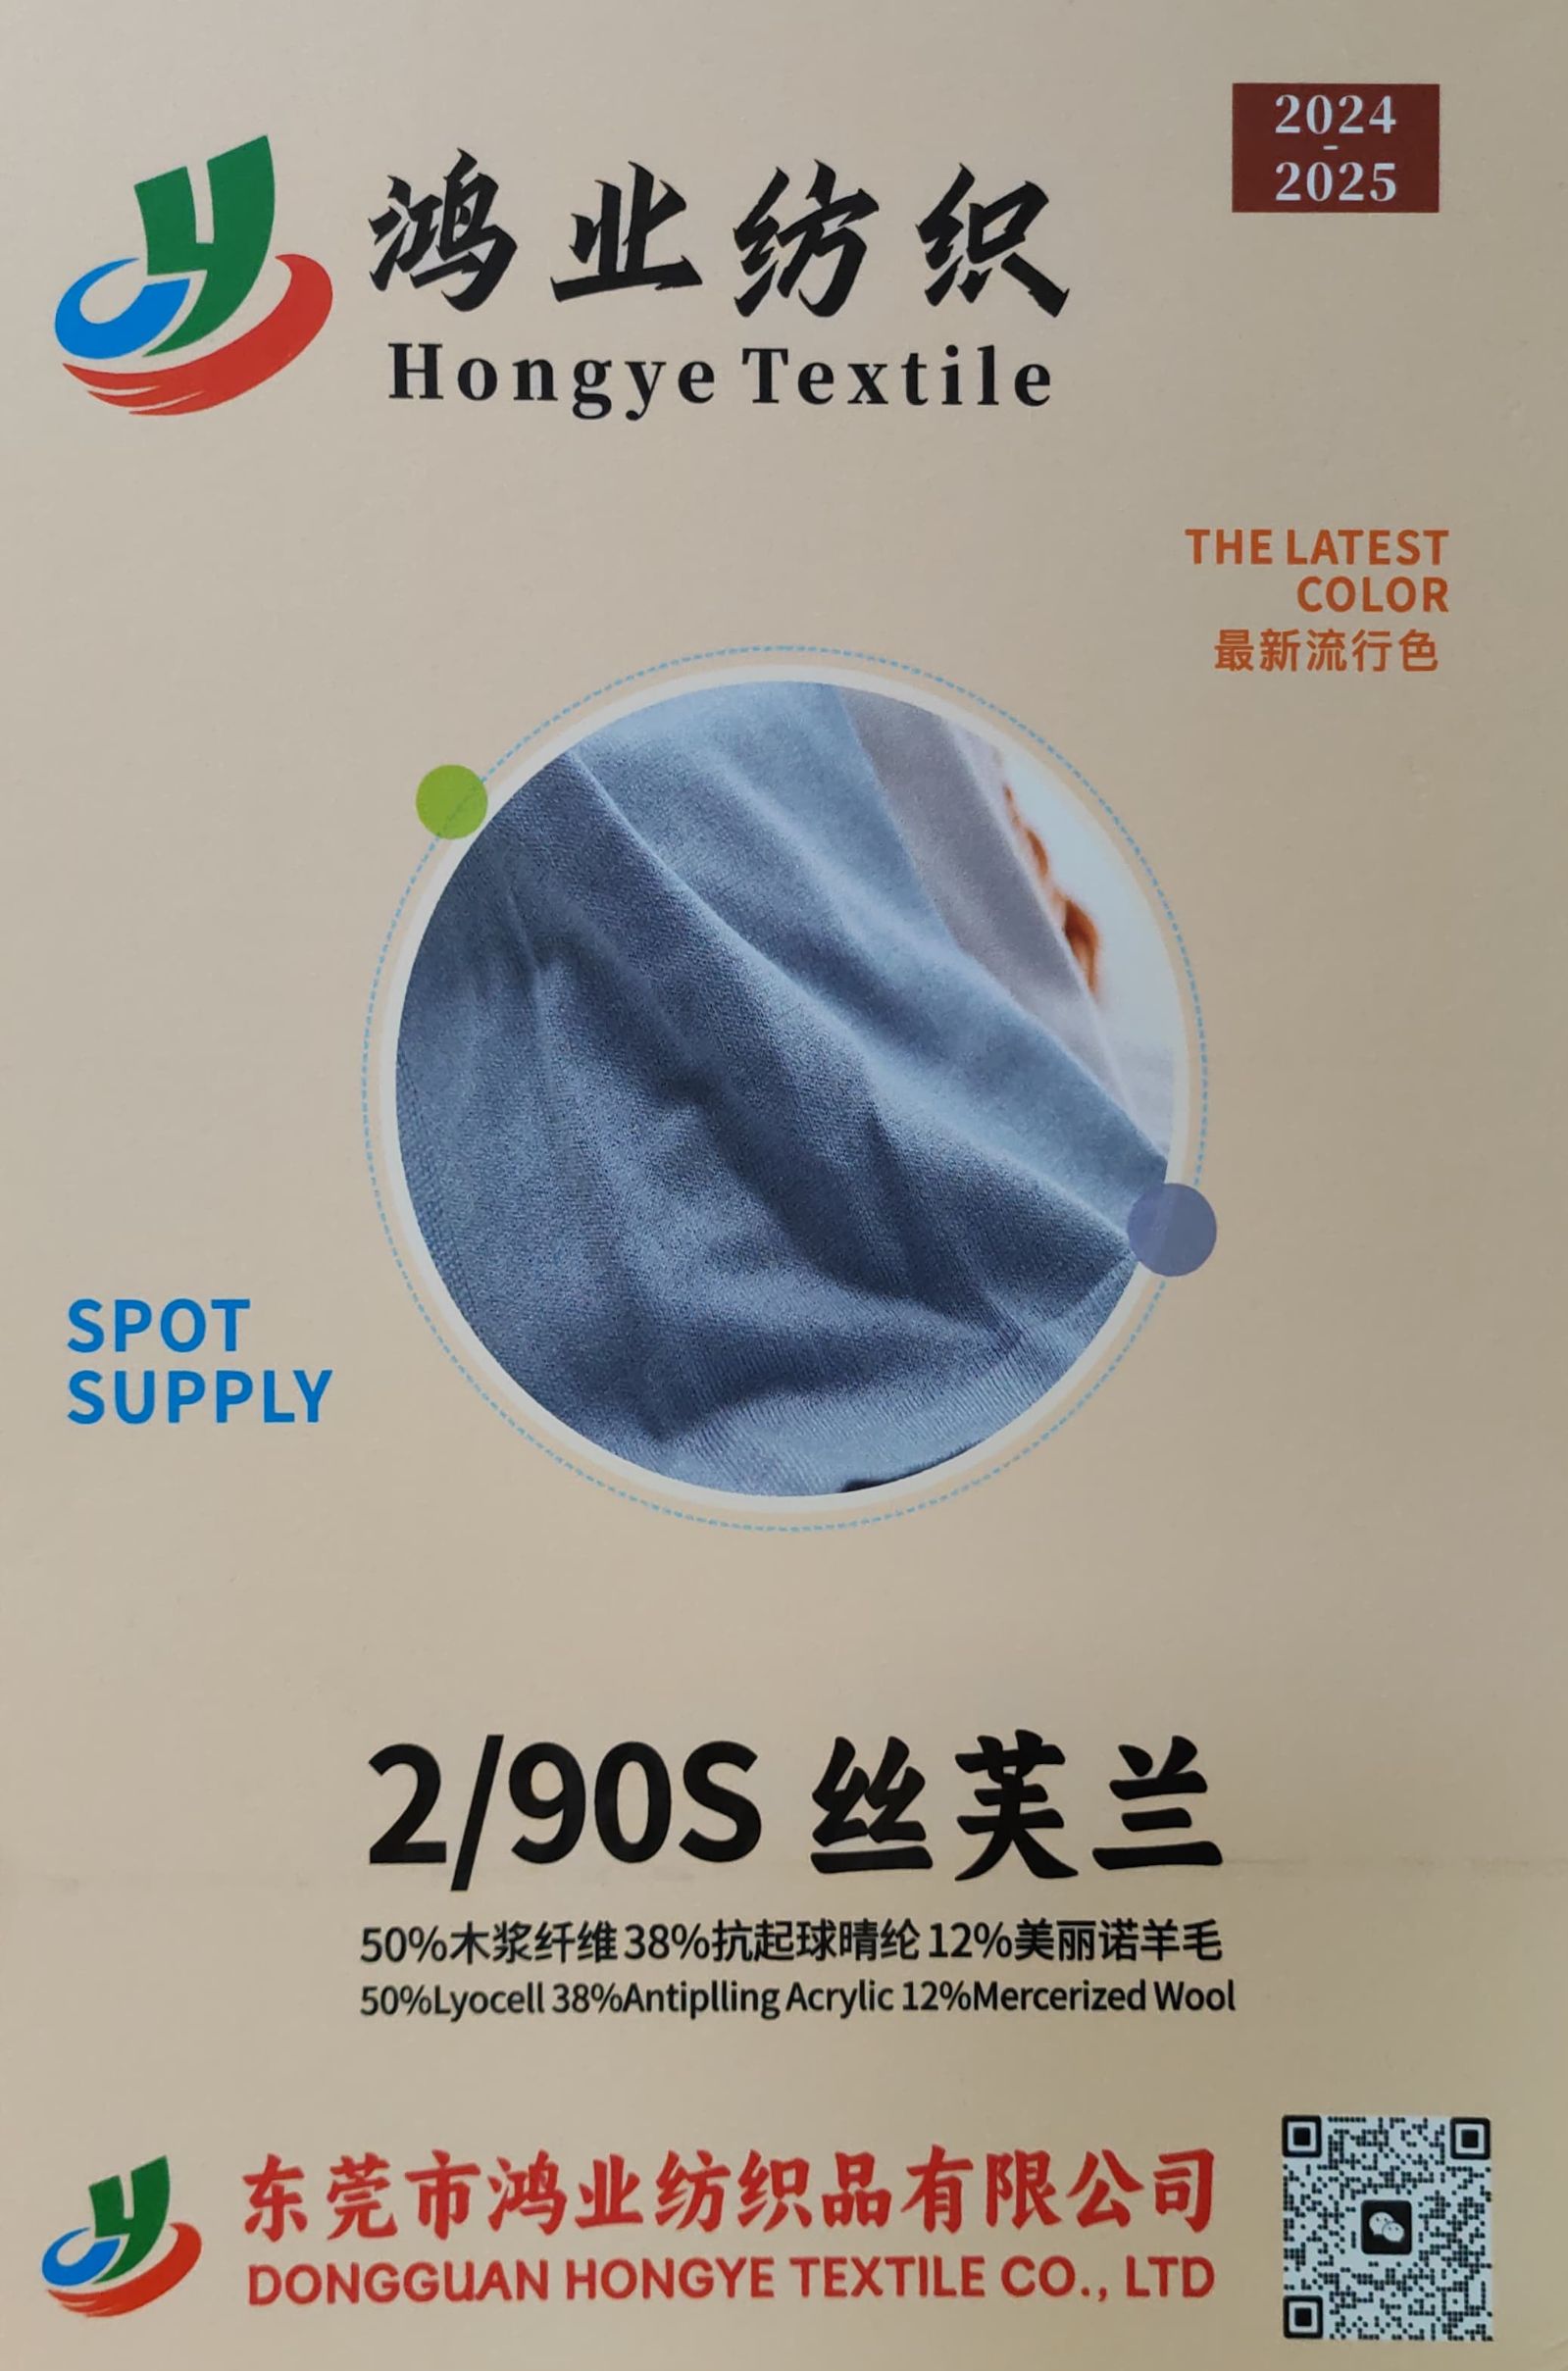 2024
-
2025
鸿业纺织
Hongye Textile
THE LATEST
COLOR
最新流行色
SPOT
SUPPLY
2/90S 丝芙兰
50%木浆纤维 38%抗起球晴纶 12%美丽诺羊毛
50%Lyocell 38%Antiplling Acrylic 12%Mercerized Wool
东莞市鸿业纺织品有限公司
DONGGUAN HONGYE TEXTILE CO., LTD